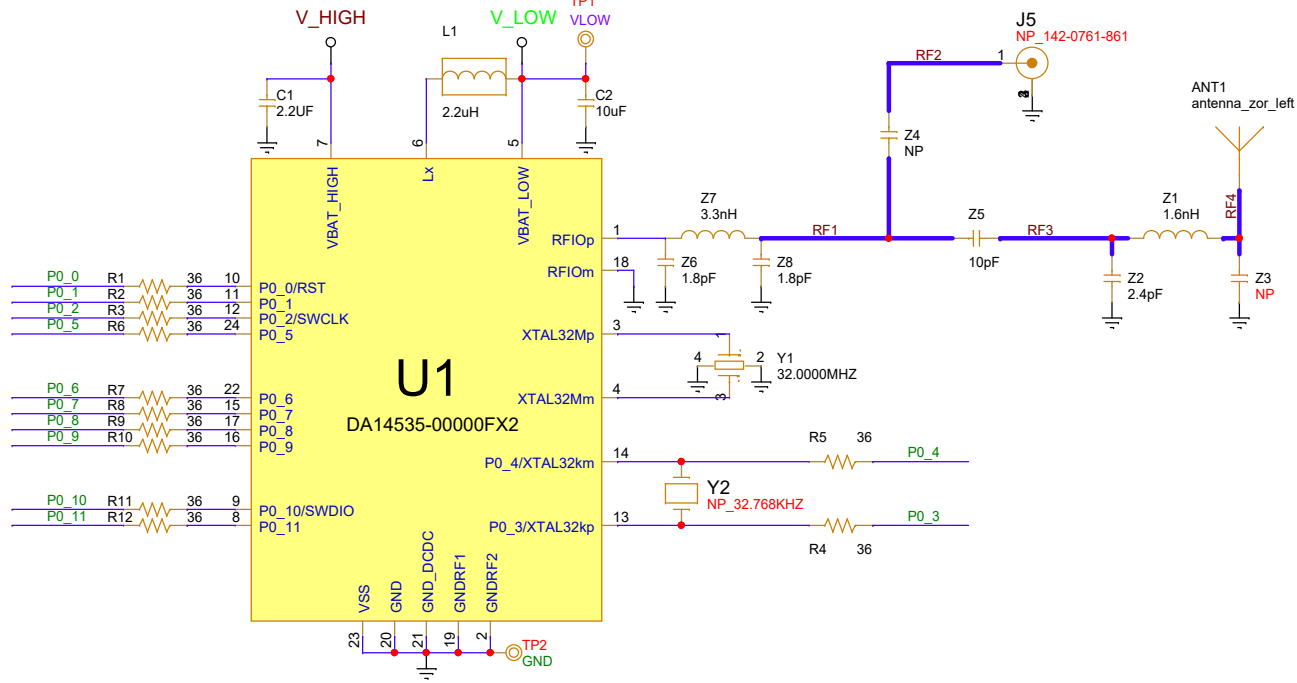 V_HIGH
V_LOW
TP1
VLOW
L1
2.2uH
C1
2.2UF
C2
10uF
7
6
5
VBAT_HIGH
Lx
VBAT_LOW
J5
NP_142-0761-861
1
RF2
Z4
NP
ANT1
antenna_zor_left
RF4
RFIOp
1
Z7
3.3nH
RF1
Z5
10pF
RF3
Z1
1.6nH
RFIOm
18
Z6
1.8pF
Z8
1.8pF
Z2
2.4pF
Z3
NP
P0_0 R1 36 10 P0_0/RST
P0_1 R2 36 11 P0_1
P0_2 R3 36 12 P0_2/SWCLK
P0_5 R6 36 24 P0_5
XTAL32Mp
3
1
4
2
3
Y1
32.0000MHZ
XTAL32Mm
4
U1
DA14535-00000FX2
P0_6 R7 36 22 P0_6
P0_7 R8 36 15 P0_7
P0_8 R9 36 17 P0_8
P0_9 R10 36 16 P0_9
P0_4/XTAL32km
14
R5 36
P0_4
Y2
NP_32.768KHZ
P0_10 R11 36 9 P0_10/SWDIO
P0_11 R12 36 8 P0_11
P0_3/XTAL32kp
13
R4 36
P0_3
VSS
GND
GND_DCDC
GNDRF1
GNDRF2
23
20
21
19
2
TP2
GND